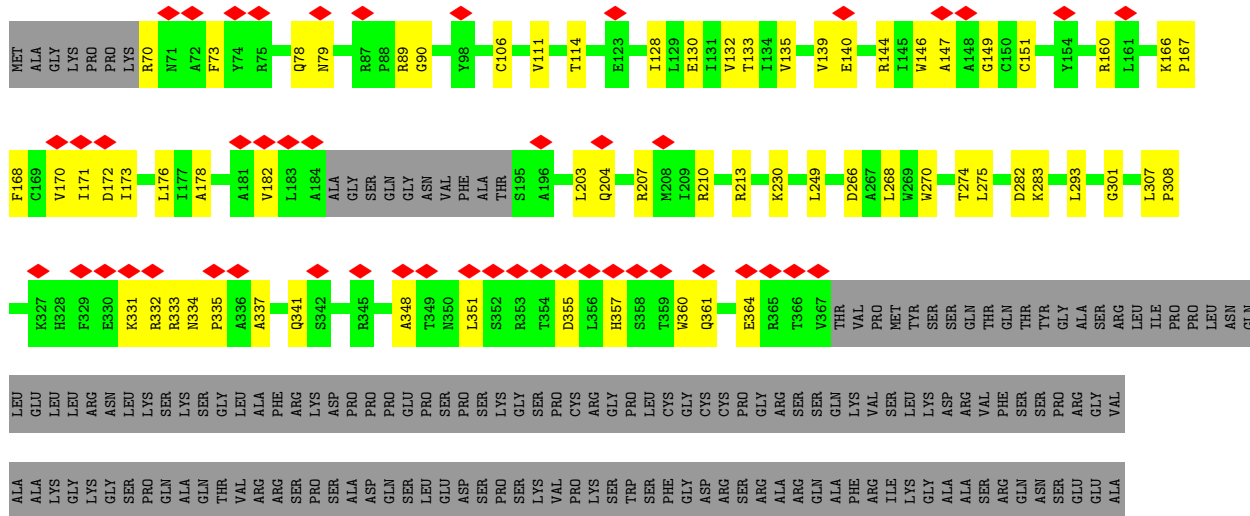 MET ALA GLY LYS PRO PRO LYS R70 N71 A72 F73 Y74 R75 Q78 N79 R87 P88 R89 G90 Y98 C106 V111 T114 E123 I128 L129 E130 I131 V132 T133 I134 V135 V139 E140 R144 I145 W146 A147 A148 G149 C150 C151 Y154 R160 L161 K166 P167
F168 C169 V170 I171 D172 I173 L176 I177 A178 A181 V182 L183 A184 ALA GLY SER GLN GLY ASN VAL PHE ALA THR S195 A196 L203 Q204 R207 M208 I209 R210 R213 K230 L249 D266 A267 L268 W269 W270 T274 L275 D282 K283 L293 G301 L307 P308
K327 H328 F329 E330 K331 R332 R333 N334 P335 A336 A337 Q341 S342 R345 A348 T349 N350 L351 S352 R353 T354 D355 L356 H357 S358 T359 W360 Q361 E364 R365 T366 V367 THR VAL PRO MET TYR SER SER GLN THR GLN THR TYR GLY ALA SER ARG LEU ILE PRO PRO LEU ASN GLN
LEU GLU LEU LEU ARG ASN LEU LYS SER LYS SER GLY LEU ALA PHE ARG LYS ASP PRO PRO PRO GLU PRO SER PRO SER LYS GLY SER PRO CYS ARG GLY PRO LEU CYS GLY CYS CYS PRO GLY ARG SER SER GLN LYS VAL SER LEU LYS ASP ARG VAL PHE SER SER PRO ARG GLY VAL
ALA ALA LYS GLY LYS GLY SER PRO GLN ALA GLN THR VAL ARG ARG SER PRO SER ALA ASP GLN SER LEU GLU ASP SER PRO SER LYS VAL PRO LYS SER TRP SER PHE GLY ASP ARG SER ARG ALA ARG GLN ALA PHE ARG ILE LYS GLY ALA ALA SER ARG GLN ASN SER GLU GLU ALA